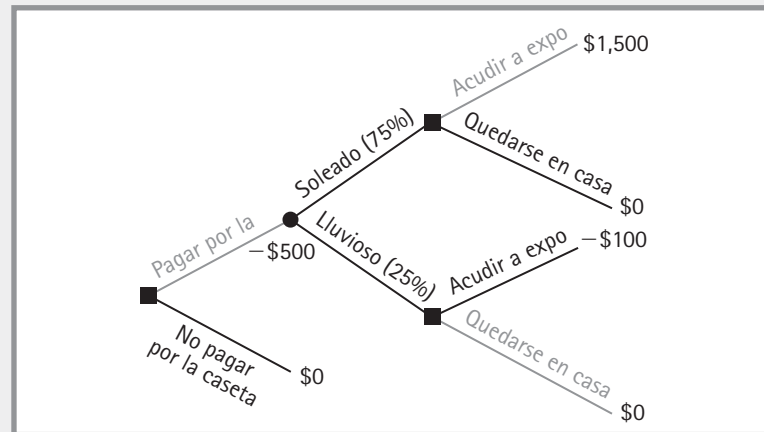 Acudir a expo
$1,500
Soleado (75%)
Quedarse en casa
$0
Pagar por la
−$500
Lluvioso (25%)
Acudir a expo
−$100
No pagar
por la caseta
$0
Quedarse en casa
$0